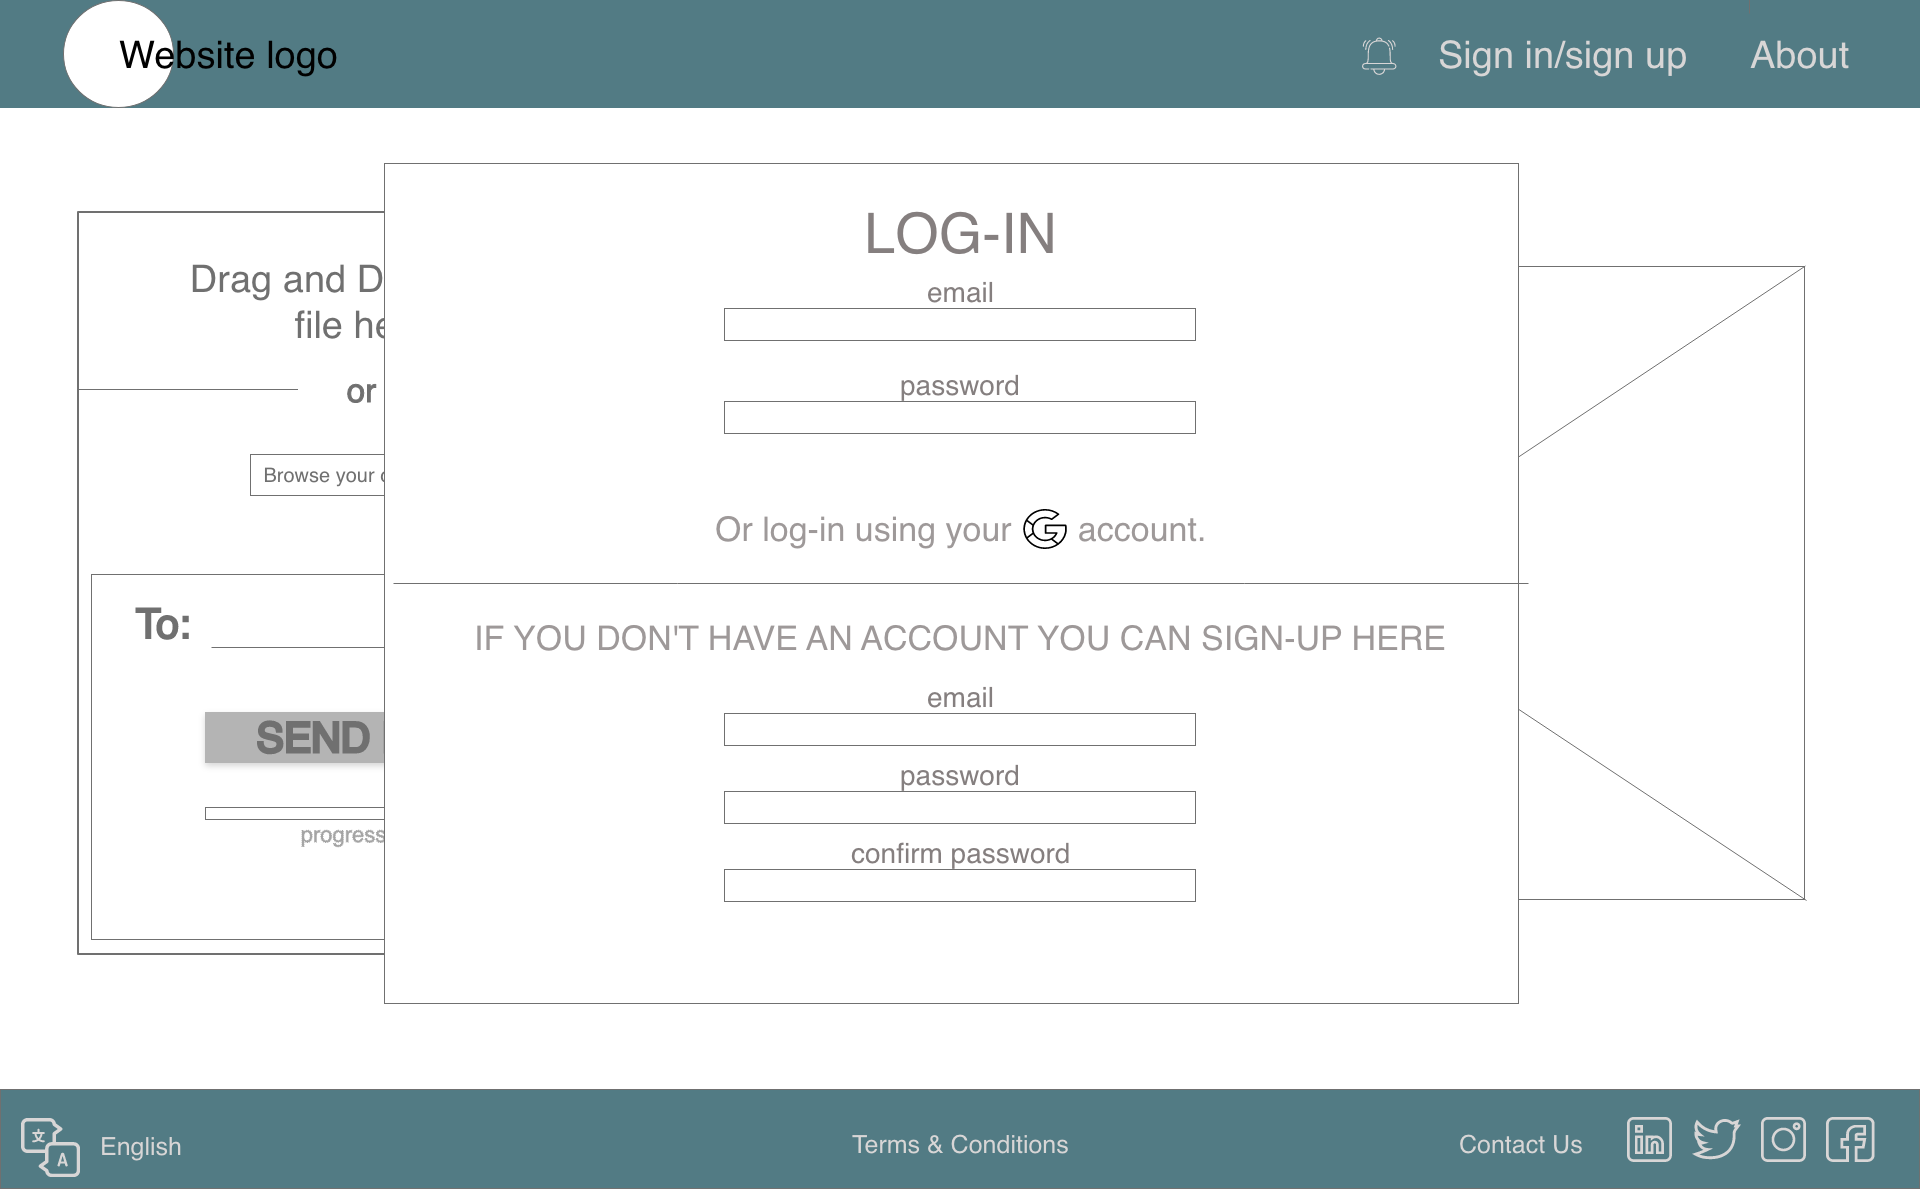 Website logo
Sign in/sign up
About
LOG-IN
email
password
Or log-in using your G account.
IF YOU DON'T HAVE AN ACCOUNT YOU CAN SIGN-UP HERE
email
password
confirm password
Drag and D
file he
or
Browse your
To:
SEND
progress
文
A
English
Terms & Conditions
Contact Us
in